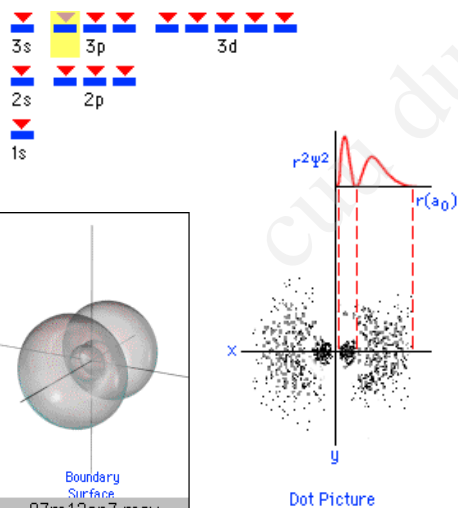 3s 3p 3d
2s 2p
1s
r²Ψ²
r(a₀)
x
y
Boundary
Surface
Dot Picture